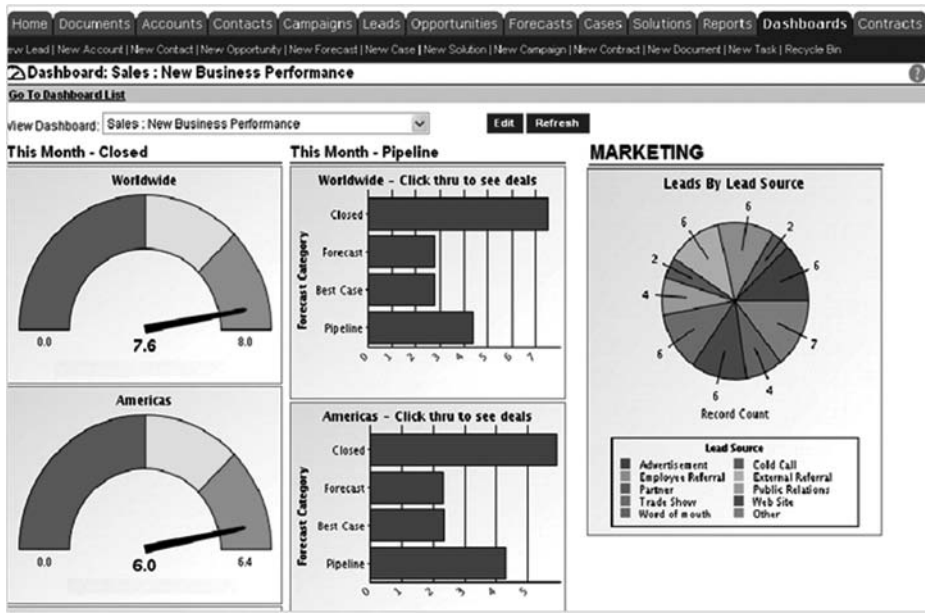 Home Documents Accounts Contacts Campaigns Leads Opportunities Forecasts Cases Solutions Reports Dashboards Contracts
ew Lead | New Account | New Contact | New Opportunity | New Forecast | New Case | New Solution | New Campaign | New Contract | New Document | New Task | Recycle Bin
Dashboard: Sales : New Business Performance
?
Go To Dashboard List
View Dashboard: Sales : New Business Performance
Edit Refresh
This Month - Closed
Worldwide
0.0
7.6
8.0
Americas
0.0
6.0
6.4
This Month - Pipeline
Worldwide - Click thru to see deals
Forecast Category
Closed
Forecast
Best Case
Pipeline
0 1 2 3 4 5 6 7
Americas - Click thru to see deals
Forecast Category
Closed
Forecast
Best Case
Pipeline
0 1 2 3 4 5
MARKETING
Leads By Lead Source
6 6 2 6 7 4 6 6 4 2
Record Count
Lead Source
Advertisement Cold Call
Employee Referral External Referral
Partner Public Relations
Trade Show Web Site
Word of mouth Other